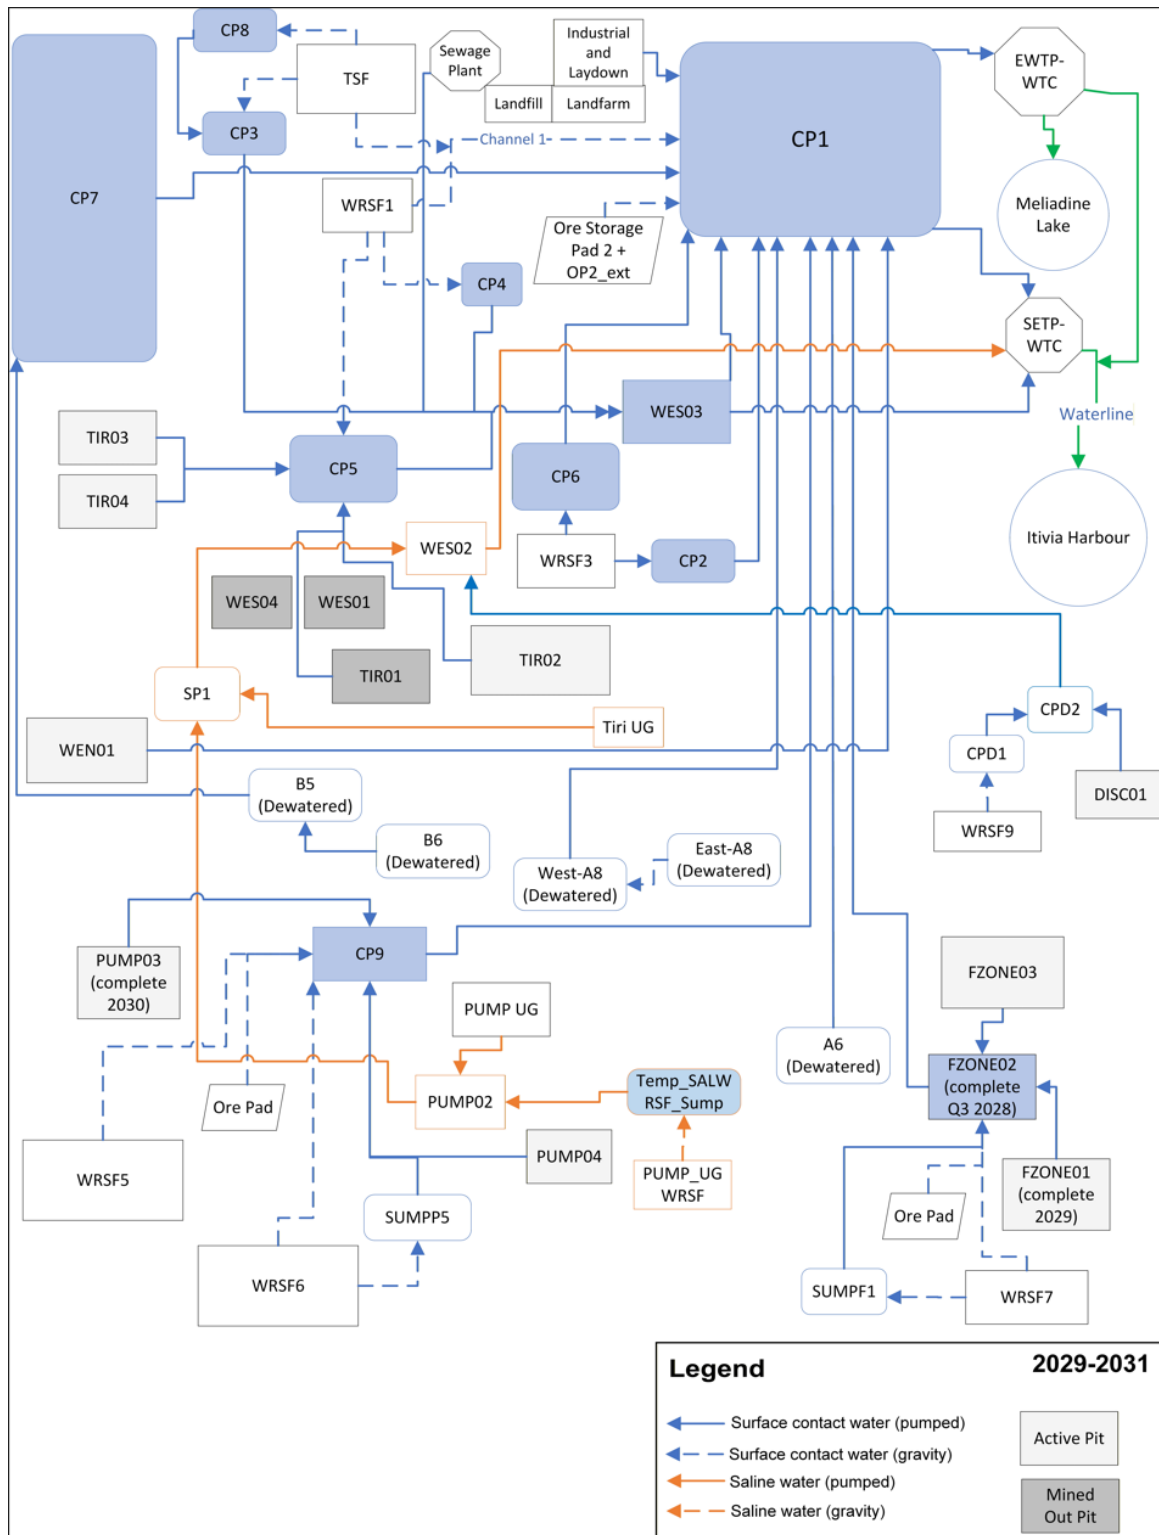 CP8
Sewage
Plant
Industrial
and
Laydown
EWTP-
WTC
TSF
Landfill
Landfarm
CP3
Channel 1
CP1
CP7
WRSF1
Meliadine
Lake
Ore Storage
Pad 2 +
OP2_ext
CP4
SETP-
WTC
WES03
Waterline
TIR03
CP5
CP6
TIR04
Itivia Harbour
WES02
WRSF3
CP2
WES04
WES01
TIR01
TIR02
SP1
CPD2
Tiri UG
WEN01
CPD1
B5
(Dewatered)
DISC01
WRSF9
B6
(Dewatered)
East-A8
(Dewatered)
West-A8
(Dewatered)
PUMP03
(complete
2030)
CP9
FZONE03
PUMP UG
A6
(Dewatered)
FZONE02
(complete
Q3 2028)
Temp_SALW
RSF_Sump
Ore Pad
PUMP02
PUMP04
WRSF5
PUMP_UG
WRSF
FZONE01
(complete
2029)
Ore Pad
SUMPP5
WRSF6
SUMPF1
WRSF7
Legend
2029-2031
Surface contact water (pumped)
Surface contact water (gravity)
Saline water (pumped)
Saline water (gravity)
Active Pit
Mined
Out Pit